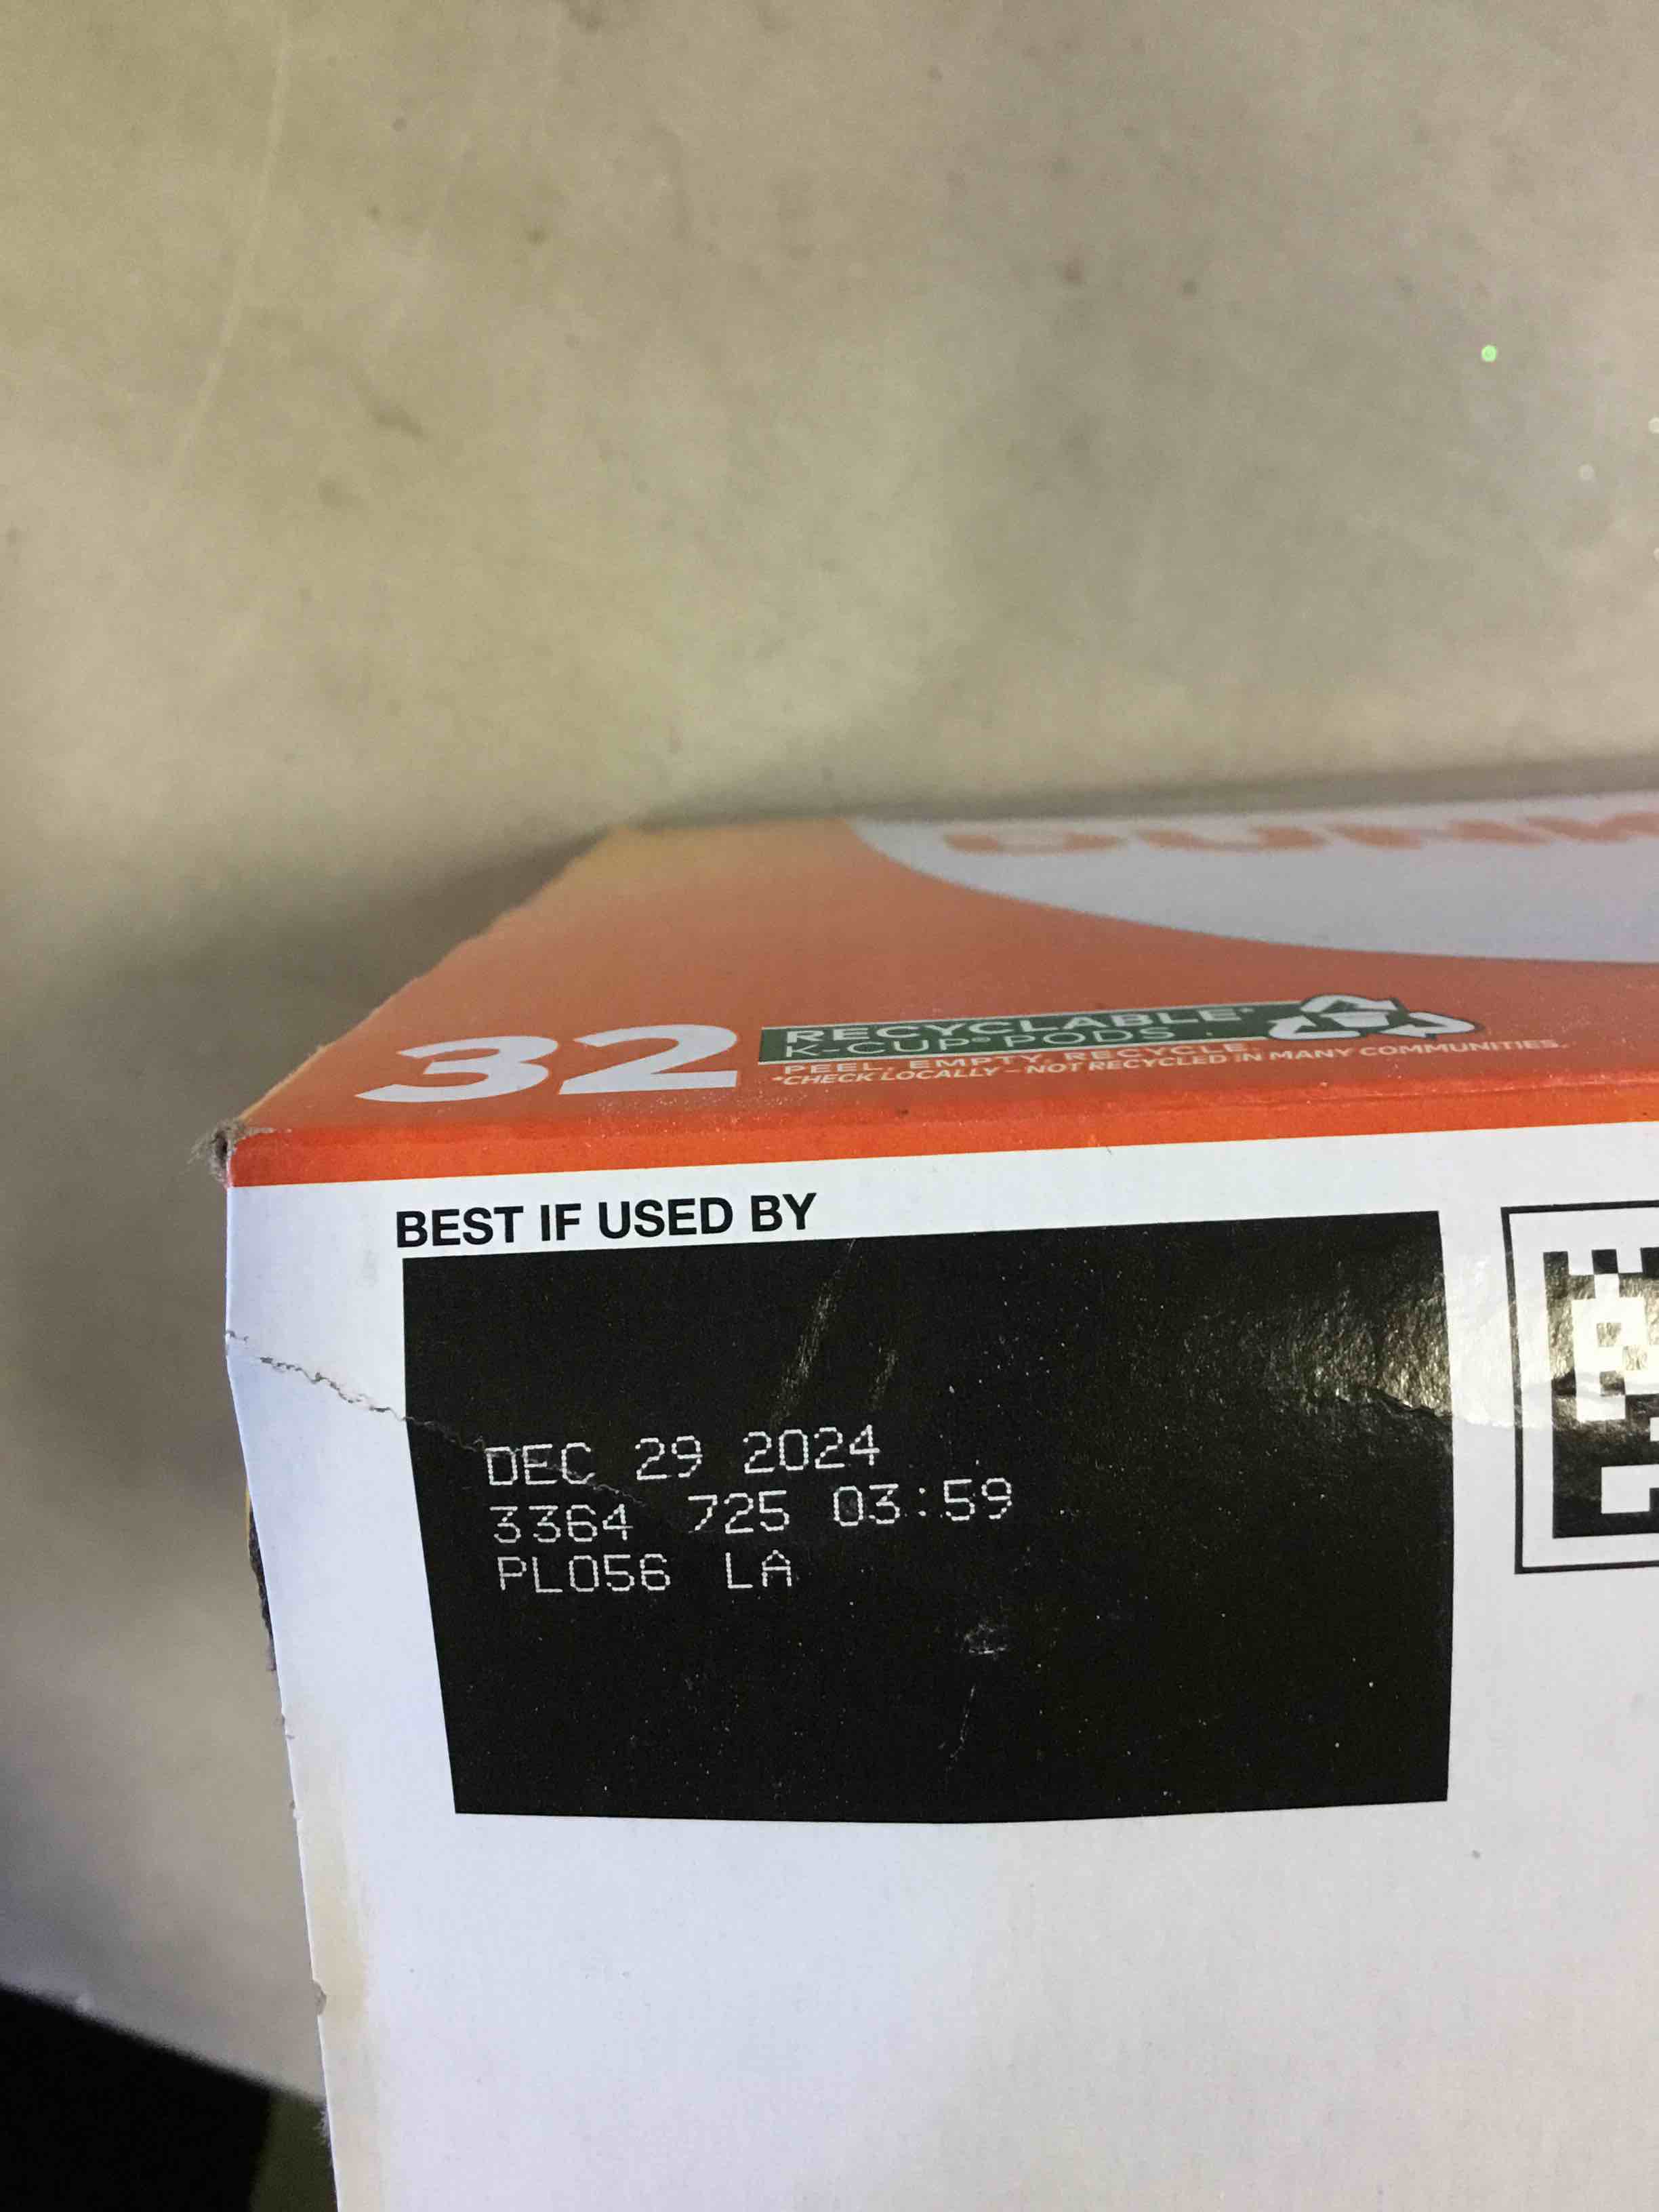 DUNK
32
RECYCLABLE*
K-CUP® PODS
PEEL, EMPTY, RECYCLE.
*CHECK LOCALLY – NOT RECYCLED IN MANY COMMUNITIES.
BEST IF USED BY
DEC 29 2024
3364 725 03:59
PL056 LA